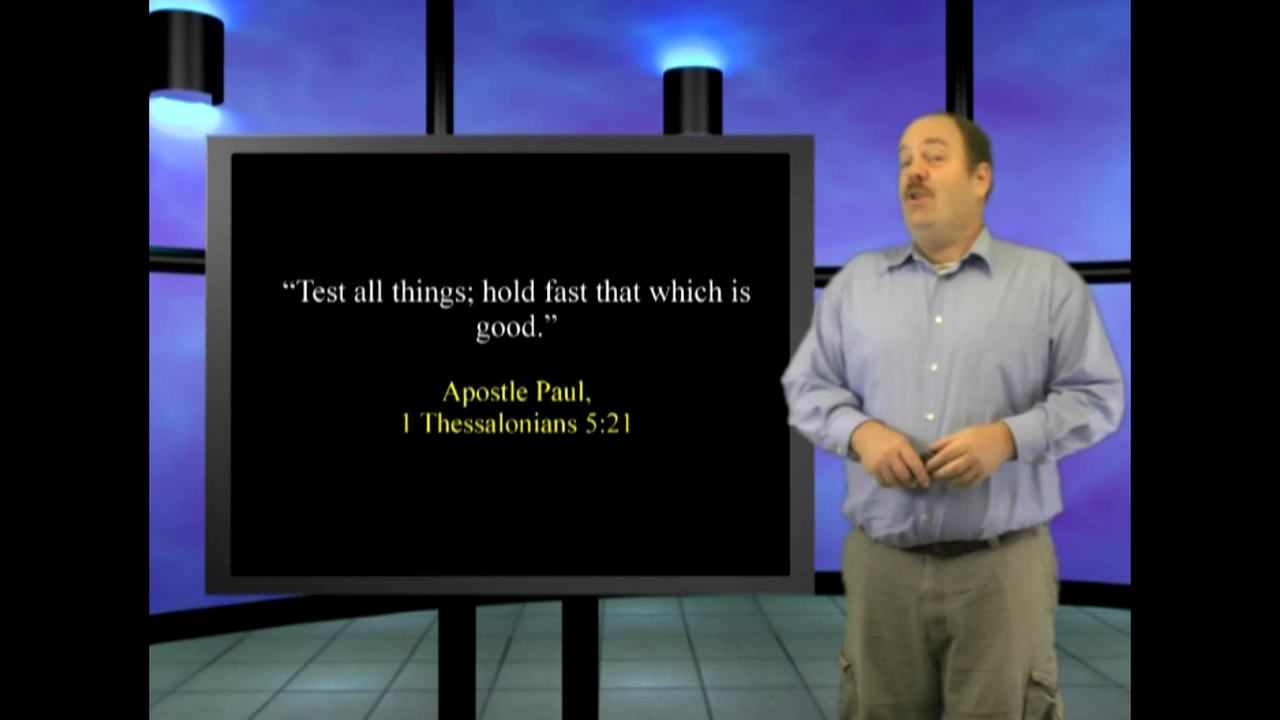 “Test all things; hold fast that which is
good.”
Apostle Paul,
1 Thessalonians 5:21